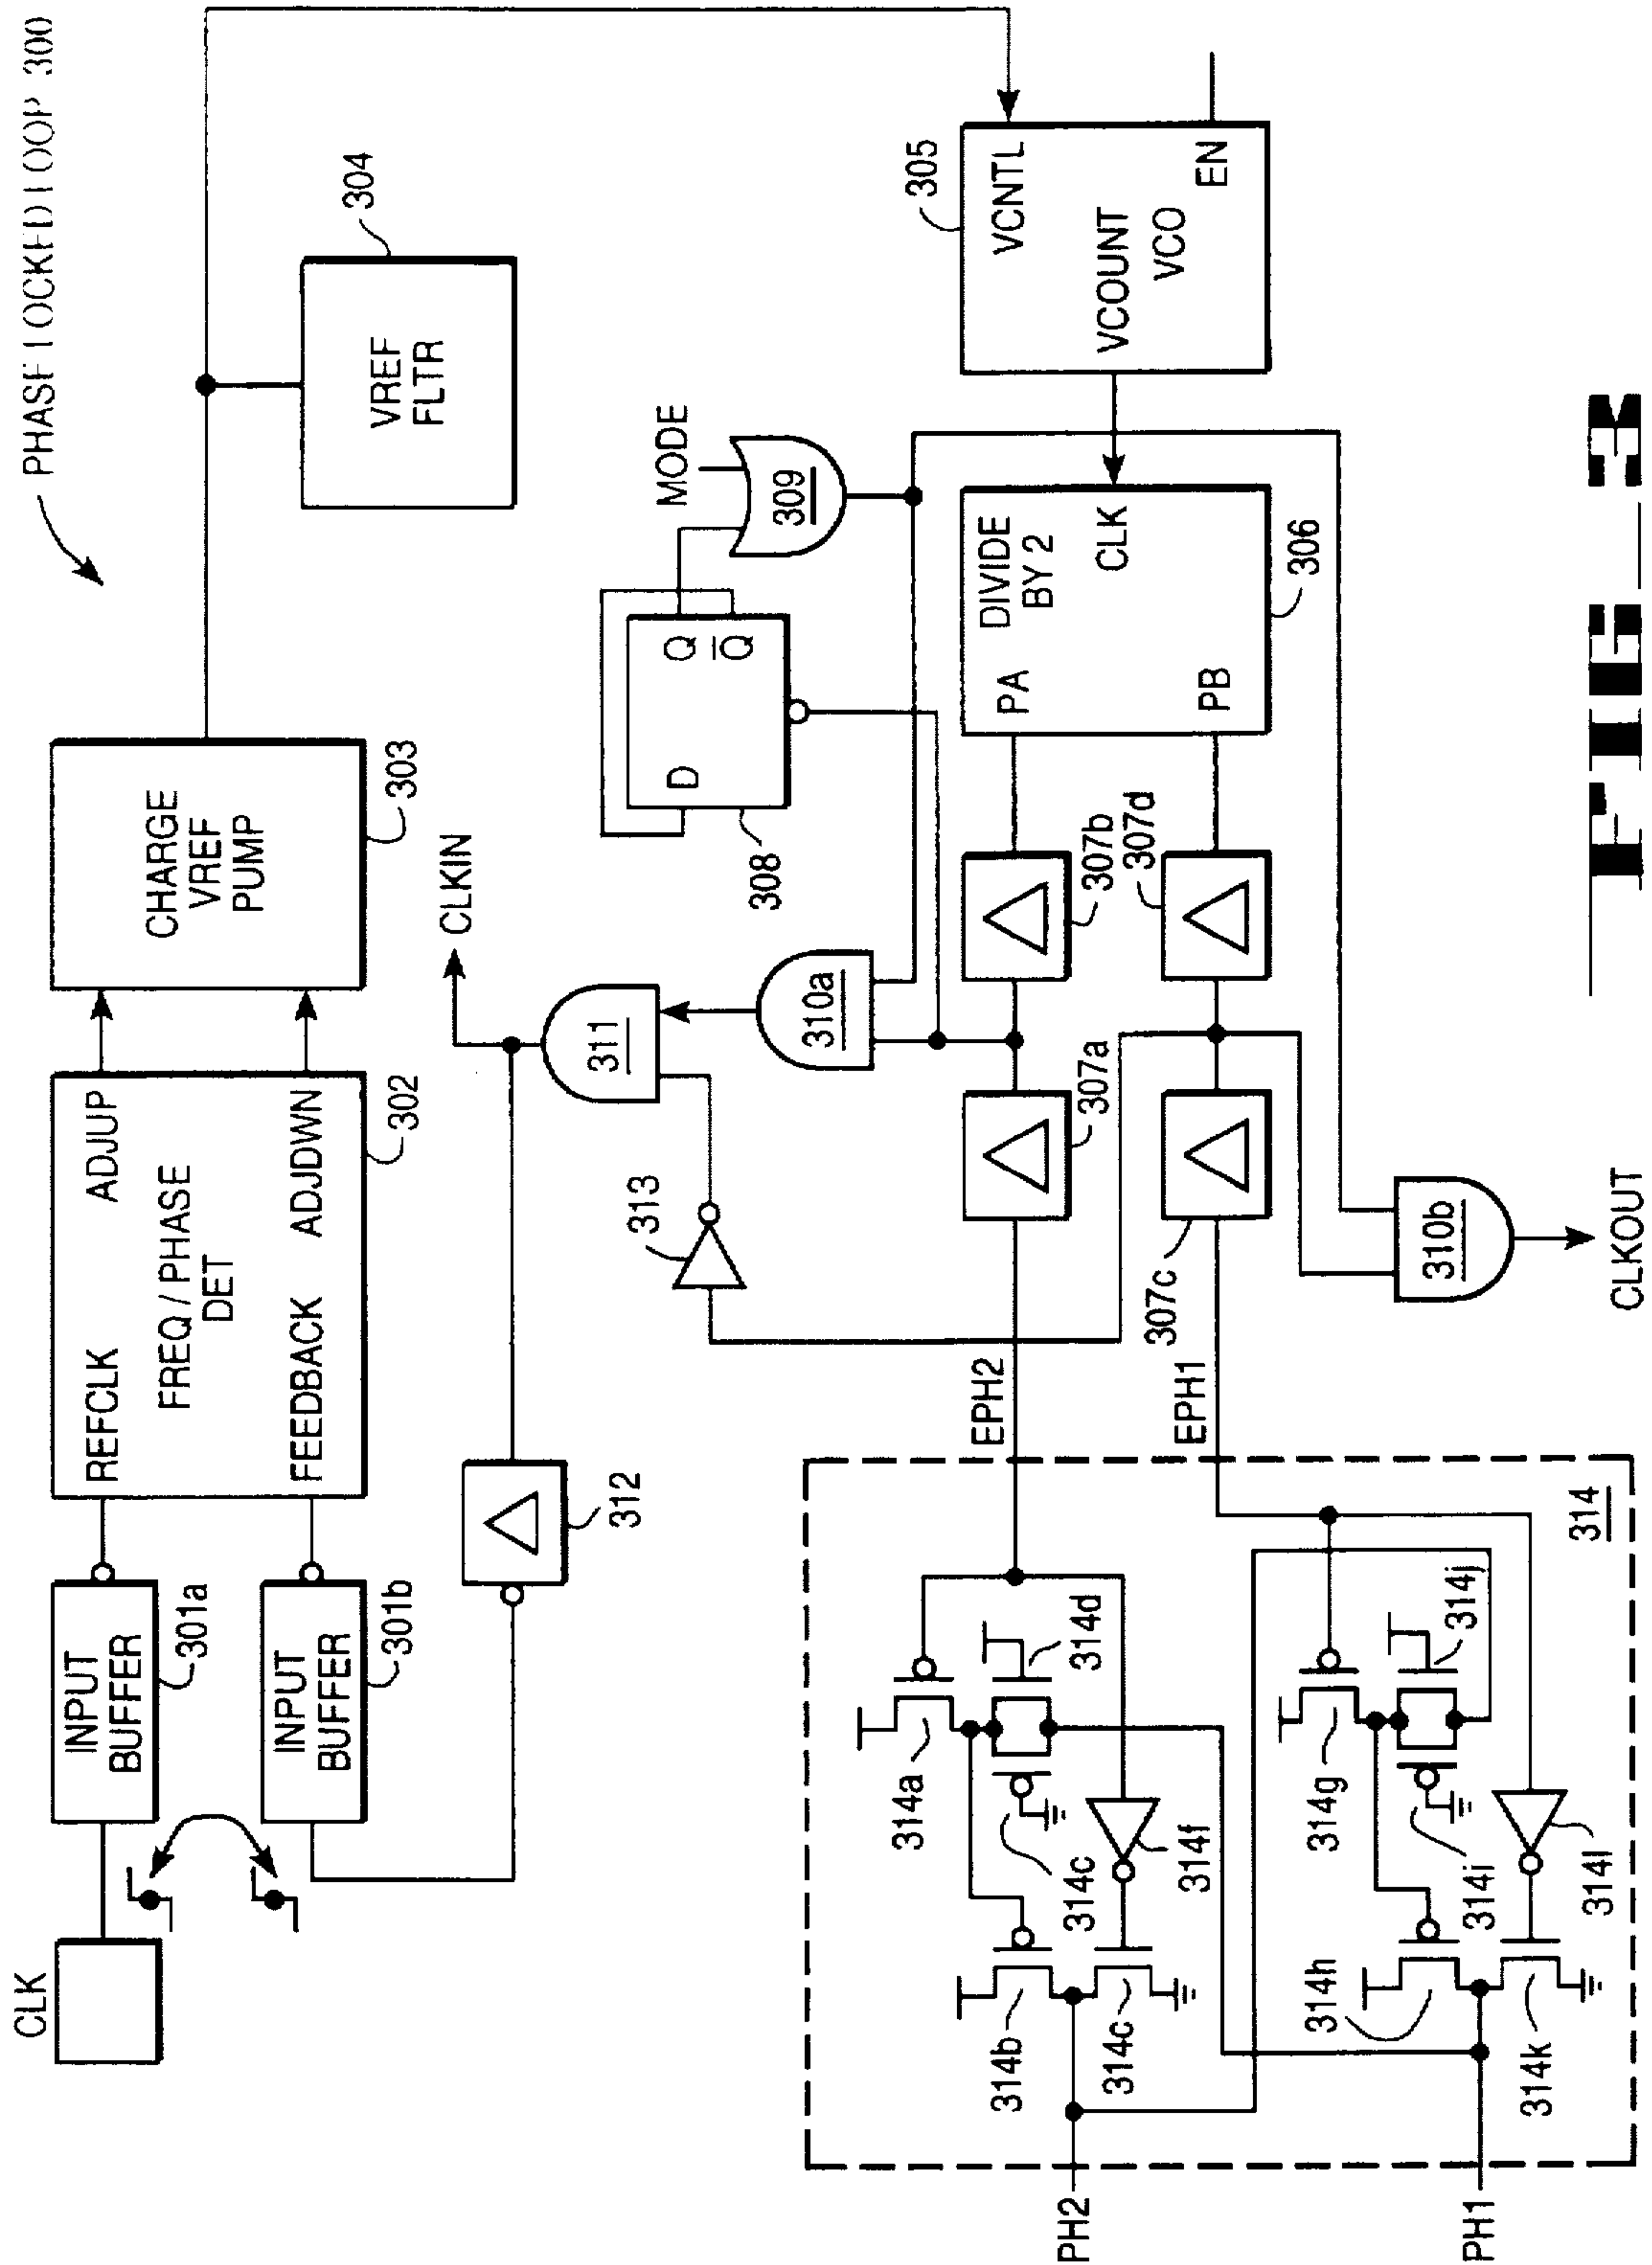 PHASE LOCKED LOOP 300
CLK
INPUT
BUFFER
301a
INPUT
BUFFER
301b
REFCLK
ADJUP
FREQ / PHASE
DET
FEEDBACK
ADJDWN
302
CHARGE
VREF
PUMP
303
VREF
FLTR
304
312
CLKIN
311
313
310a
D
Q
Q̅
308
MODE
309
305
VCNTL
VCOUNT
VCO
EN
DIVIDE
BY 2
PA
CLK
PB
306
307b
307d
307a
307c
EPH2
EPH1
310b
CLKOUT
314a
314d
314c
314f
314b
314c
314g
314j
314i
314l
314h
314k
314
PH2
PH1
FIG_3